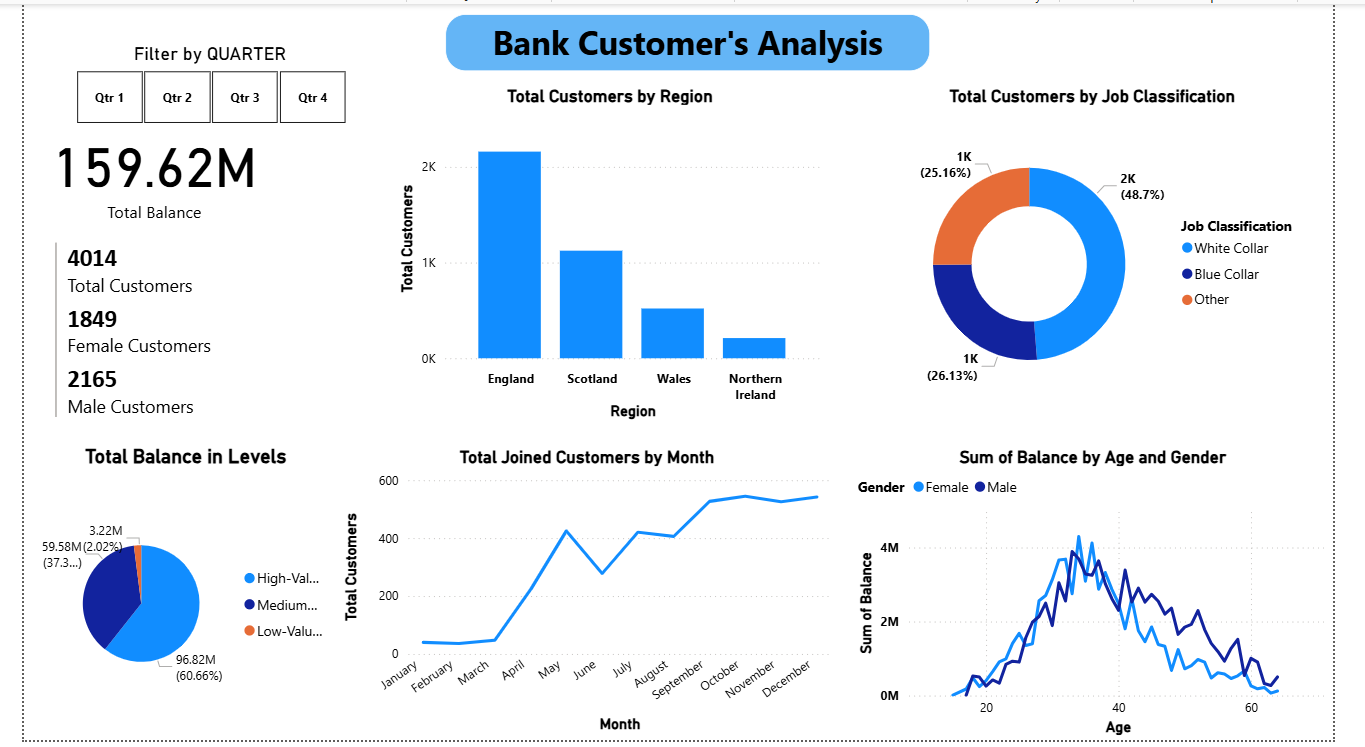 Bank Customer's Analysis
Filter by QUARTER
Qtr 1
Qtr 2
Qtr 3
Qtr 4
159.62M
Total Balance
4014
Total Customers
1849
Female Customers
2165
Male Customers
Total Customers by Region
Total Customers
2K
1K
0K
England
Scotland
Wales
Northern
Ireland
Region
Total Customers by Job Classification
1K
(25.16%)
2K
(48.7%)
1K
(26.13%)
Job Classification
White Collar
Blue Collar
Other
Total Balance in Levels
3.22M
(2.02%)
59.58M
(37.3...)
96.82M
(60.66%)
High-Val...
Medium...
Low-Valu...
Total Joined Customers by Month
Total Customers
600
400
200
0
January
February
March
April
May
June
July
August
September
October
November
December
Month
Sum of Balance by Age and Gender
Gender
Female
Male
Sum of Balance
4M
2M
0M
20
40
60
Age